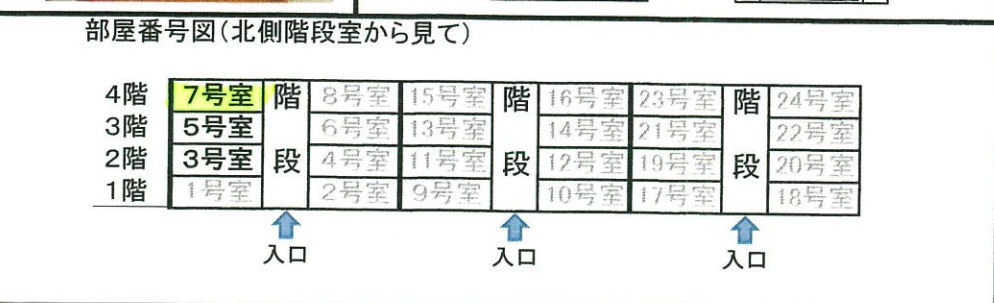 部屋番号図(北側階段室から見て)
4階 7号室 階 8号室 15号室 階 16号室 23号室 階 24号室
3階 5号室 6号室 13号室 14号室 21号室 22号室
2階 3号室 段 4号室 11号室 段 12号室 19号室 段 20号室
1階 1号室 2号室 9号室 10号室 17号室 18号室
入口 入口 入口